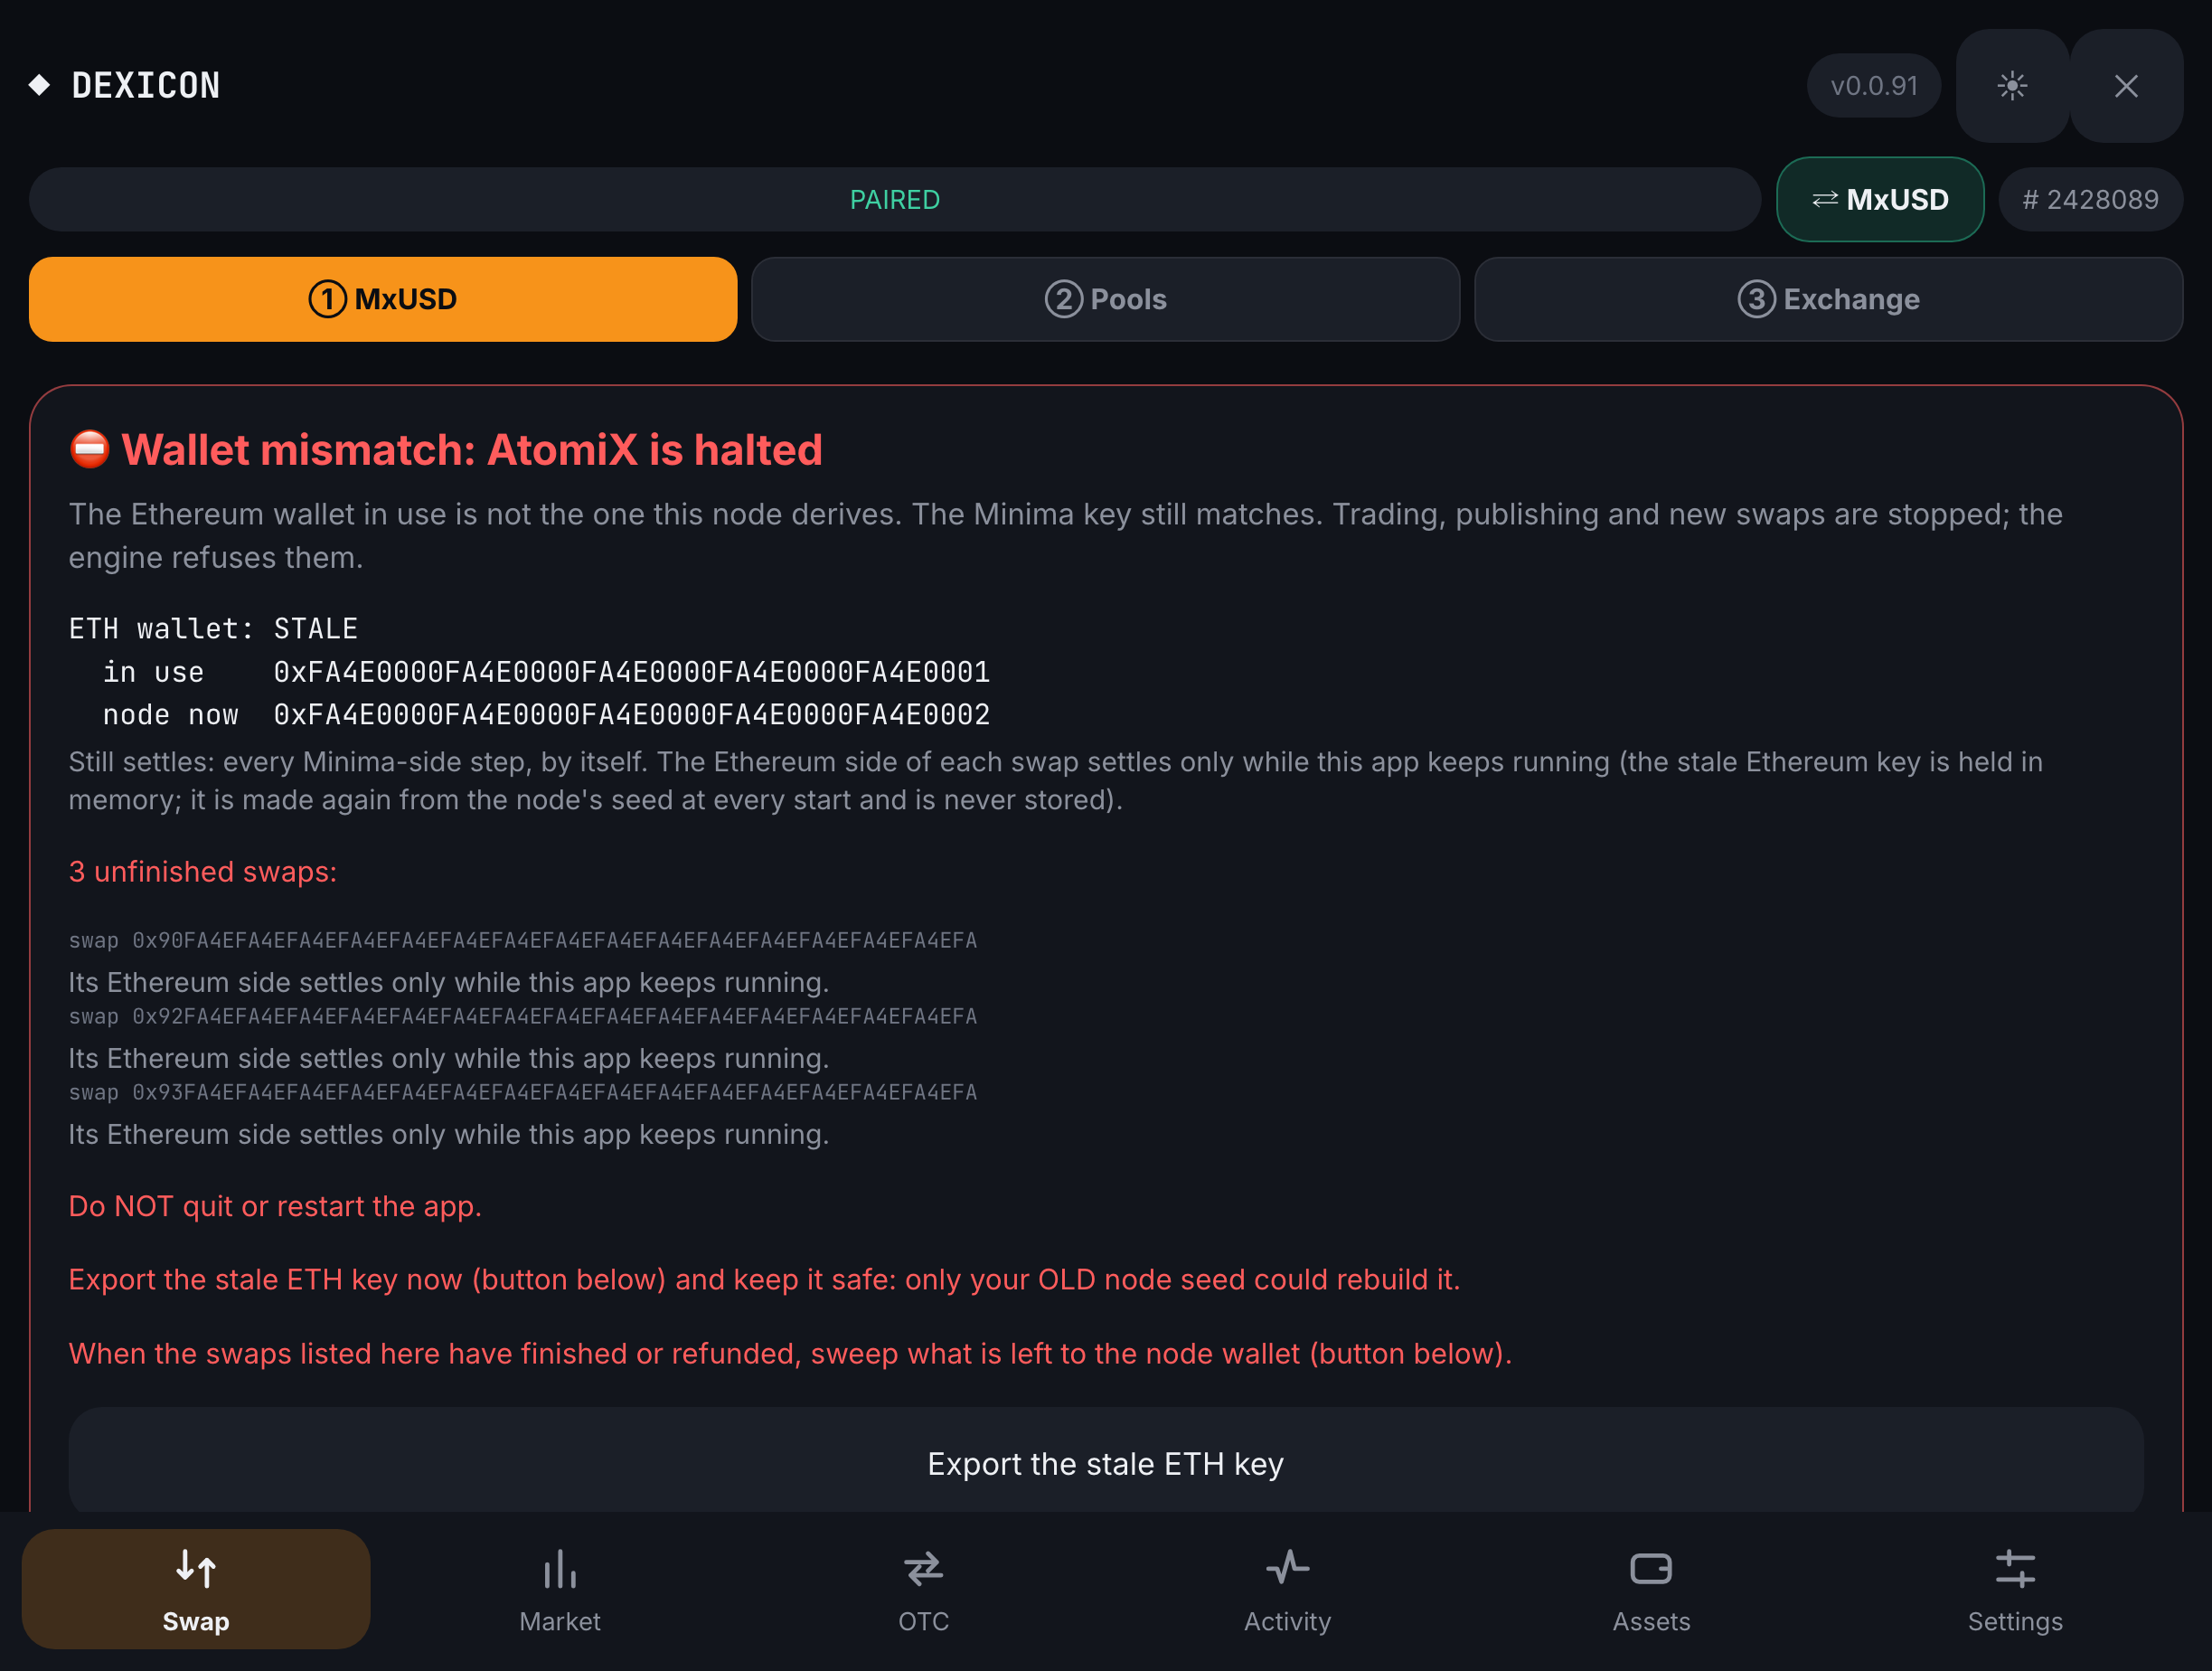 ◆ DEXICON
v0.0.91
PAIRED
⇄ MxUSD
# 2428089
① MxUSD
② Pools
③ Exchange
⛔ Wallet mismatch: AtomiX is halted
The Ethereum wallet in use is not the one this node derives. The Minima key still matches. Trading, publishing and new swaps are stopped; the
engine refuses them.
ETH wallet: STALE
in use 0xFA4E0000FA4E0000FA4E0000FA4E0000FA4E0001
node now 0xFA4E0000FA4E0000FA4E0000FA4E0000FA4E0002
Still settles: every Minima-side step, by itself. The Ethereum side of each swap settles only while this app keeps running (the stale Ethereum key is held in
memory; it is made again from the node's seed at every start and is never stored).
3 unfinished swaps:
swap 0x90FA4EFA4EFA4EFA4EFA4EFA4EFA4EFA4EFA4EFA4EFA4EFA4EFA4EFA4EFA4EFA
Its Ethereum side settles only while this app keeps running.
swap 0x92FA4EFA4EFA4EFA4EFA4EFA4EFA4EFA4EFA4EFA4EFA4EFA4EFA4EFA4EFA4EFA
Its Ethereum side settles only while this app keeps running.
swap 0x93FA4EFA4EFA4EFA4EFA4EFA4EFA4EFA4EFA4EFA4EFA4EFA4EFA4EFA4EFA4EFA
Its Ethereum side settles only while this app keeps running.
Do NOT quit or restart the app.
Export the stale ETH key now (button below) and keep it safe: only your OLD node seed could rebuild it.
When the swaps listed here have finished or refunded, sweep what is left to the node wallet (button below).
Export the stale ETH key
Swap
Market
OTC
Activity
Assets
Settings